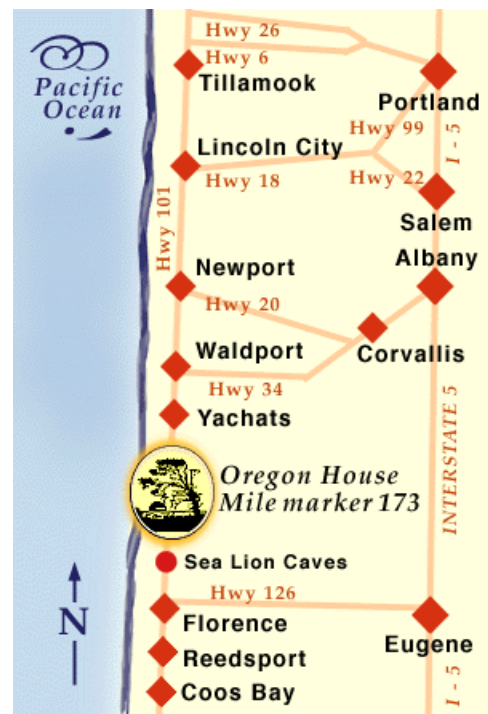 Hwy 26
Hwy 6
Pacific
Ocean
Tillamook
Portland
Hwy 99
I - 5
Lincoln City
Hwy 18
Hwy 22
Hwy 101
Salem
Albany
Newport
Hwy 20
Waldport
Corvallis
Hwy 34
Yachats
INTERSTATE 5
Oregon House
Mile marker 173
Sea Lion Caves
Hwy 126
N
Florence
Eugene
Reedsport
I - 5
Coos Bay